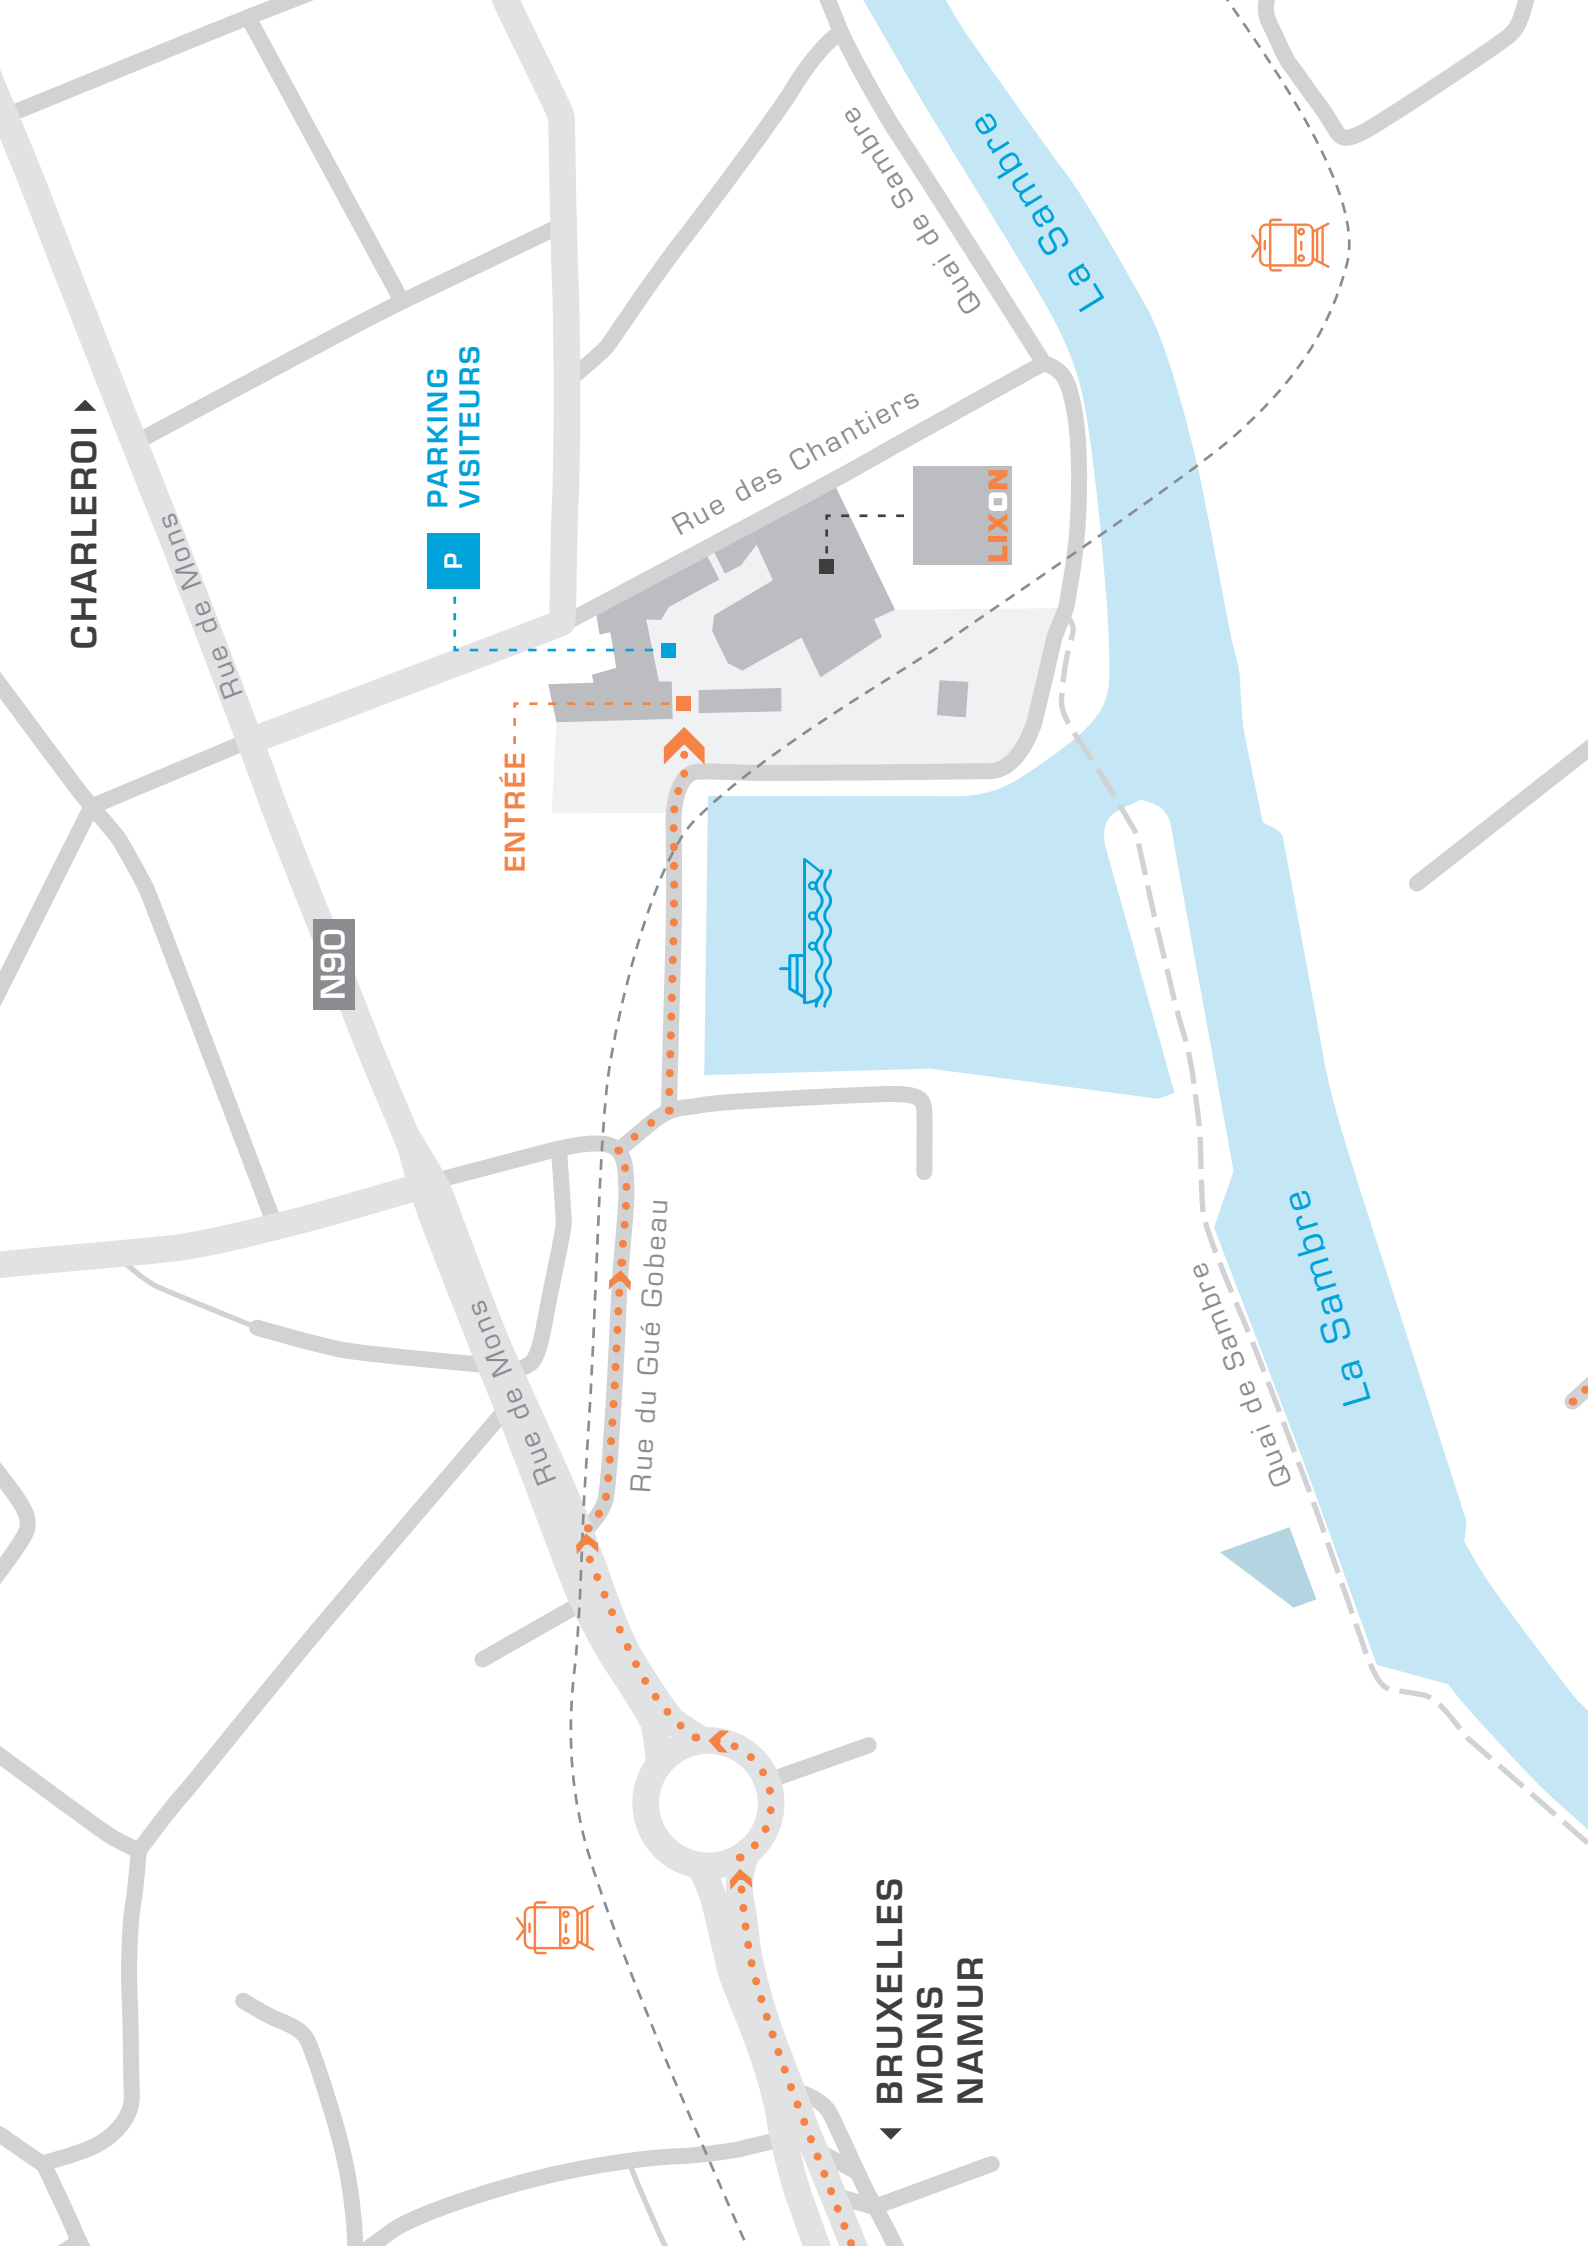 La Sambre
Quai de Sambre
Rue des Chantiers
PARKING
VISITEURS
P
CHARLEROI
Rue de Mons
LIXON
ENTRÉE
N90
Rue du Gué Gobeau
Rue de Mons
La Sambre
Quai de Sambre
BRUXELLES
MONS
NAMUR